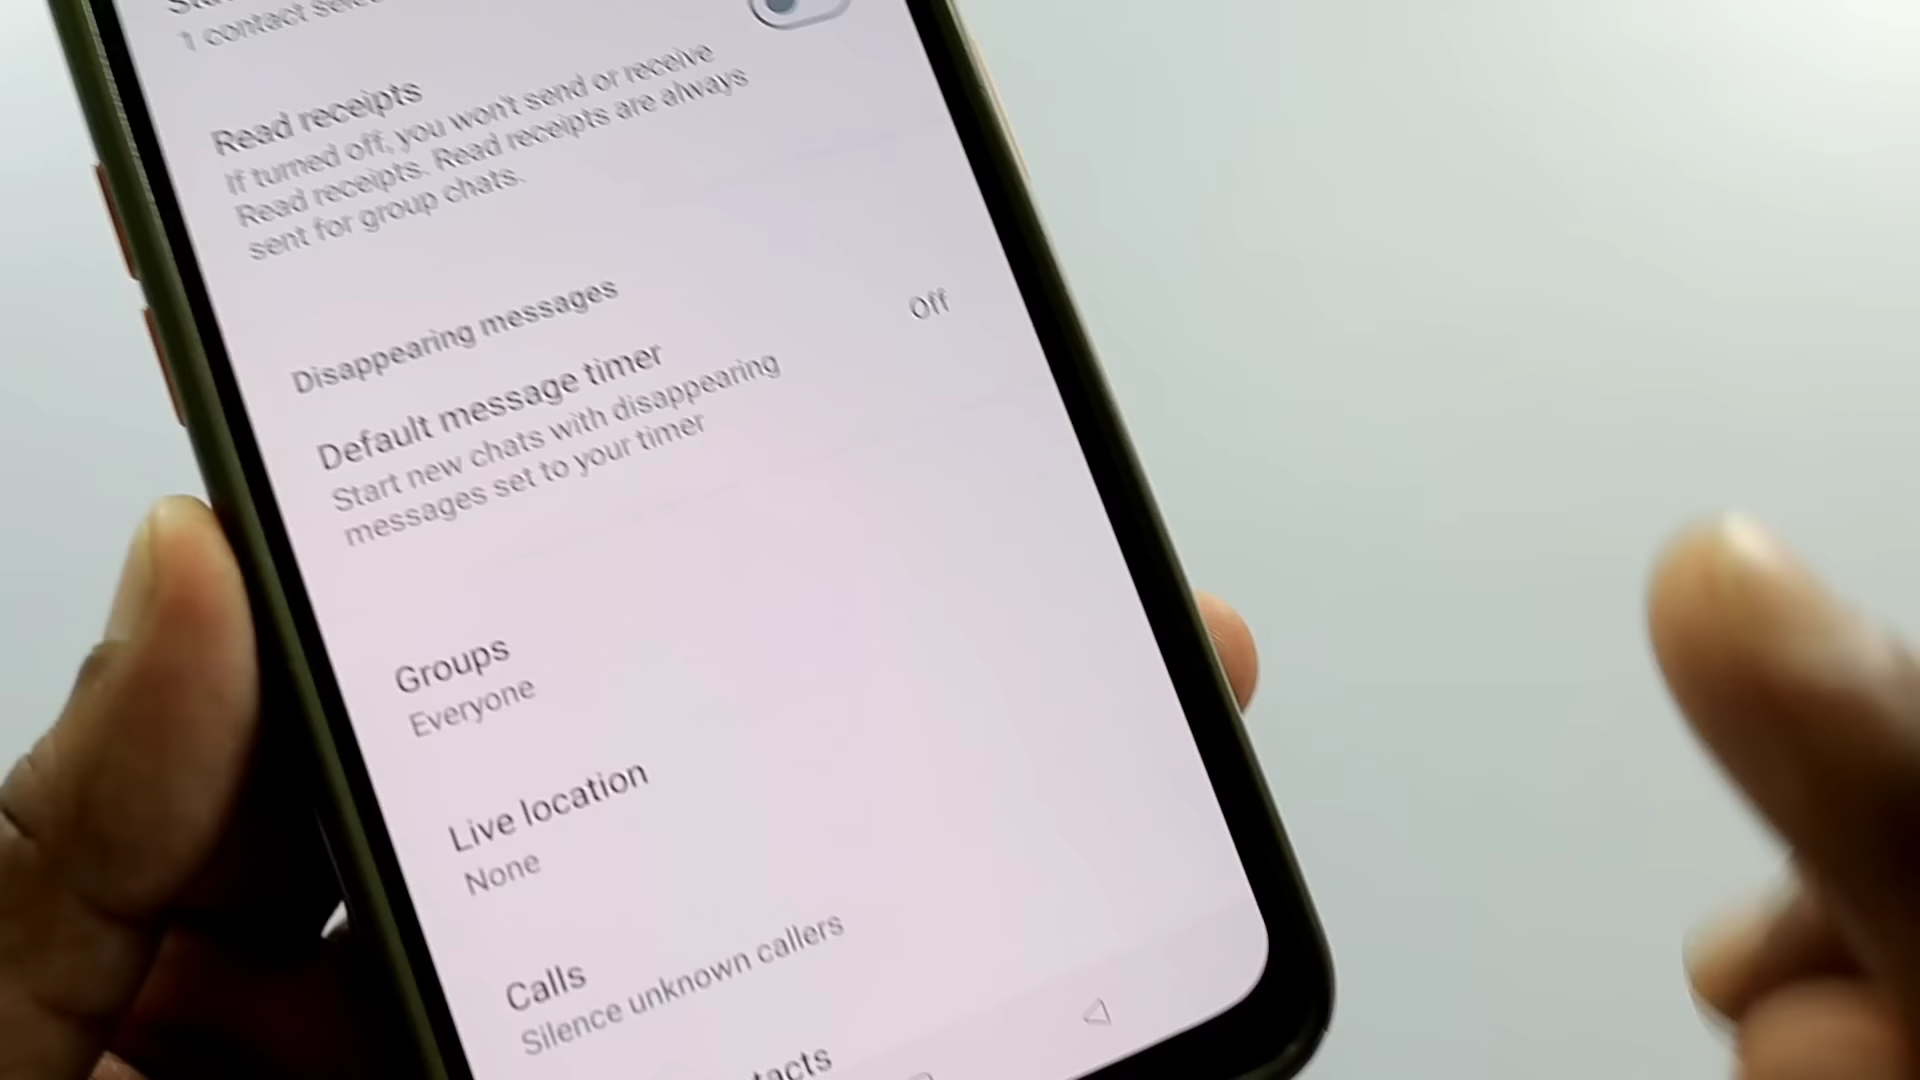 1 contact
Read receipts
If turned off, you won't send or receive
Read receipts. Read receipts are always
sent for group chats.
Disappearing messages
Default message timer
Off
Start new chats with disappearing
messages set to your timer
Groups
Everyone
Live location
None
Calls
Silence unknown callers